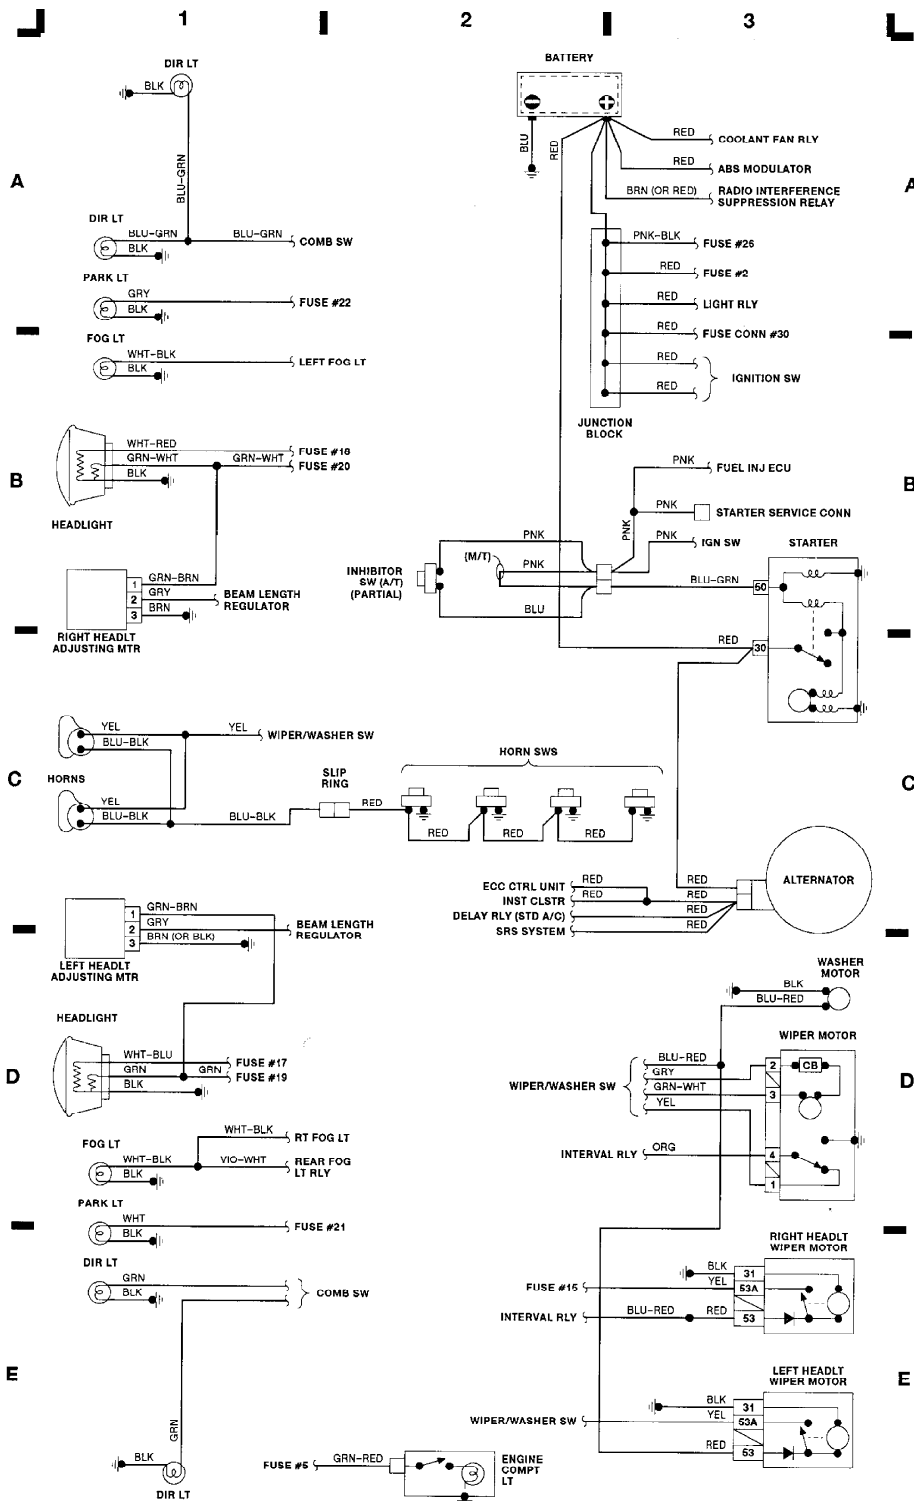 1 2 3
DIR LT
BLK
BLU-GRN
A
DIR LT
BLU-GRN BLU-GRN COMB SW
BLK
PARK LT
GRY FUSE #22
BLK
FOG LT
WHT-BLK LEFT FOG LT
BLK
BATTERY
BLU
RED
RED COOLANT FAN RLY
RED ABS MODULATOR
BRN (OR RED) RADIO INTERFERENCE
SUPPRESSION RELAY
A
PNK-BLK FUSE #26
RED FUSE #2
RED LIGHT RLY
RED FUSE CONN #30
RED
RED
IGNITION SW
JUNCTION
BLOCK
B
WHT-RED FUSE #18
GRN-WHT GRN-WHT FUSE #20
BLK
HEADLIGHT
1 GRN-BRN
2 GRY BEAM LENGTH
REGULATOR
3 BRN
RIGHT HEADLT
ADJUSTING MTR
B
PNK FUEL INJ ECU
PNK STARTER SERVICE CONN
PNK
PNK IGN SW
STARTER
PNK
(M/T)
PNK
INHIBITOR
SW (A/T)
(PARTIAL)
BLU
BLU-GRN 50
RED 30
YEL YEL WIPER/WASHER SW
BLU-BLK
C
HORNS
YEL
BLU-BLK BLU-BLK
SLIP
RING
RED
HORN SWS
RED RED RED
C
ALTERNATOR
RED
RED
RED
RED
ECC CTRL UNIT RED
INST CLSTR RED
DELAY RLY (STD A/C)
SRS SYSTEM
1 GRN-BRN
2 GRY BEAM LENGTH
REGULATOR
3 BRN (OR BLK)
LEFT HEADLT
ADJUSTING MTR
HEADLIGHT
WHT-BLU FUSE #17
GRN GRN FUSE #19
BLK
D
WHT-BLK RT FOG LT
FOG LT
WHT-BLK VIO-WHT REAR FOG
LT RLY
BLK
PARK LT
WHT FUSE #21
BLK
WASHER
MOTOR
BLK
BLU-RED
WIPER MOTOR
BLU-RED 2 CB
GRY
WIPER/WASHER SW
GRN-WHT 3
YEL
D
INTERVAL RLY ORG 4
1
DIR LT
GRN
BLK
COMB SW
E
GRN
BLK
DIR LT
RIGHT HEADLT
WIPER MOTOR
BLK 31
FUSE #15 YEL 53A
INTERVAL RLY BLU-RED RED 53
E
LEFT HEADLT
WIPER MOTOR
BLK 31
WIPER/WASHER SW YEL 53A
RED 53
FUSE #5 GRN-RED ENGINE
COMPT
LT